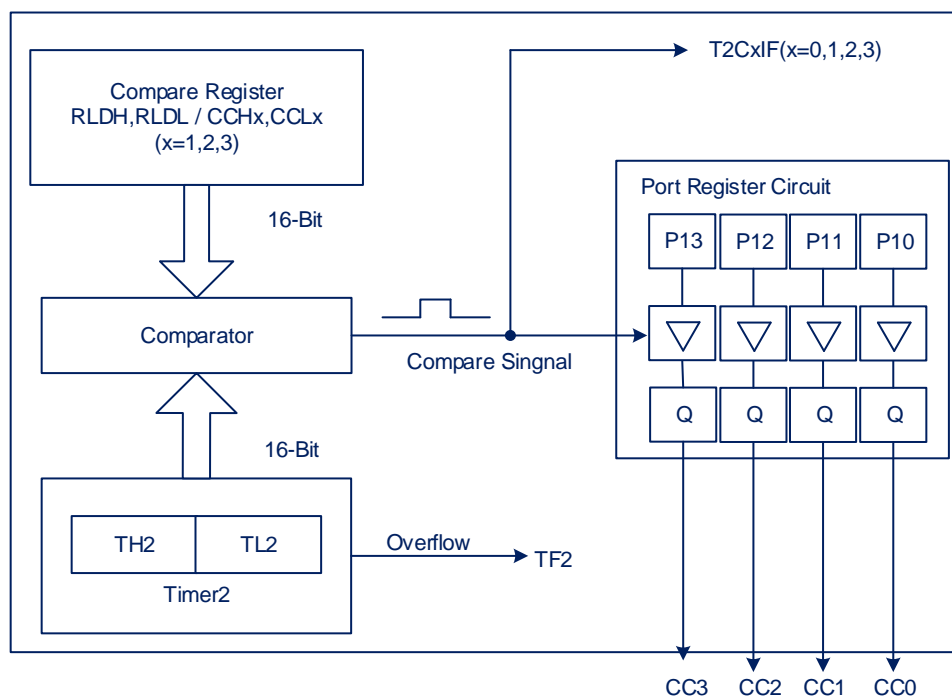 T2CxIF(x=0,1,2,3)
Compare Register
RLDH,RLDL / CCHx,CCLx
(x=1,2,3)
16-Bit
Port Register Circuit
P13 P12 P11 P10
Comparator
Compare Singnal
Q Q Q Q
16-Bit
TH2 TL2
Timer2
Overflow
TF2
CC3 CC2 CC1 CC0